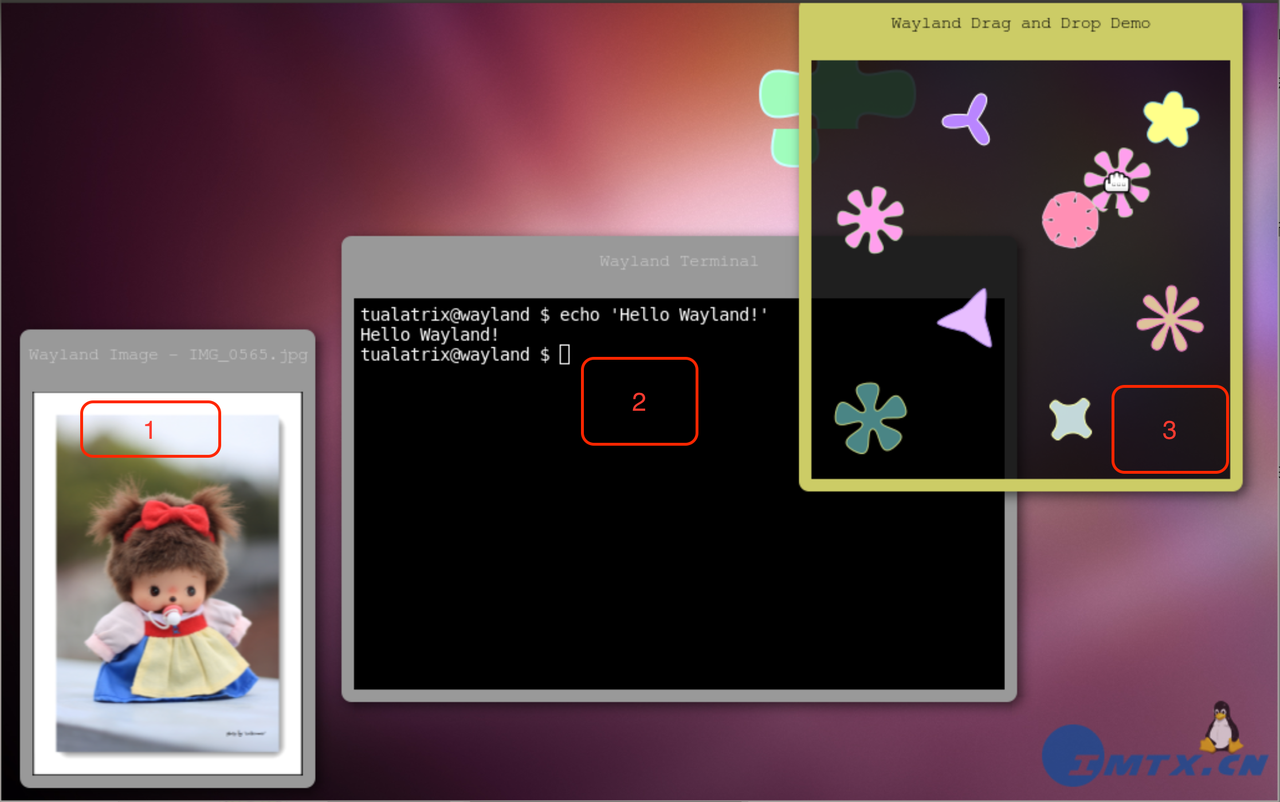 Wayland Drag and Drop Demo
Wayland Terminal
tualatrix@wayland $ echo 'Hello Wayland!'
Hello Wayland!
tualatrix@wayland $
2
3
Wayland Image - IMG_0565.jpg
1
IMTX.CN